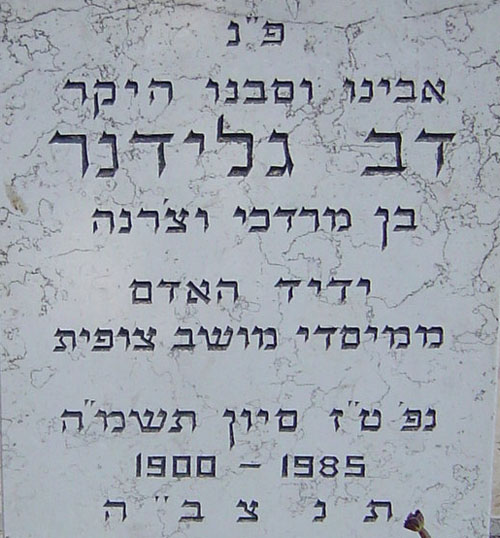 פ"נ
אבינו וסבנו היקר
דב גלידנר
בן מרדכי וצ'רנה
ידיד האדם
ממיסדי מושב צופית
נפ' ט"ז סיון תשמ"ה
1900 - 1985
ת נ צ ב" ה